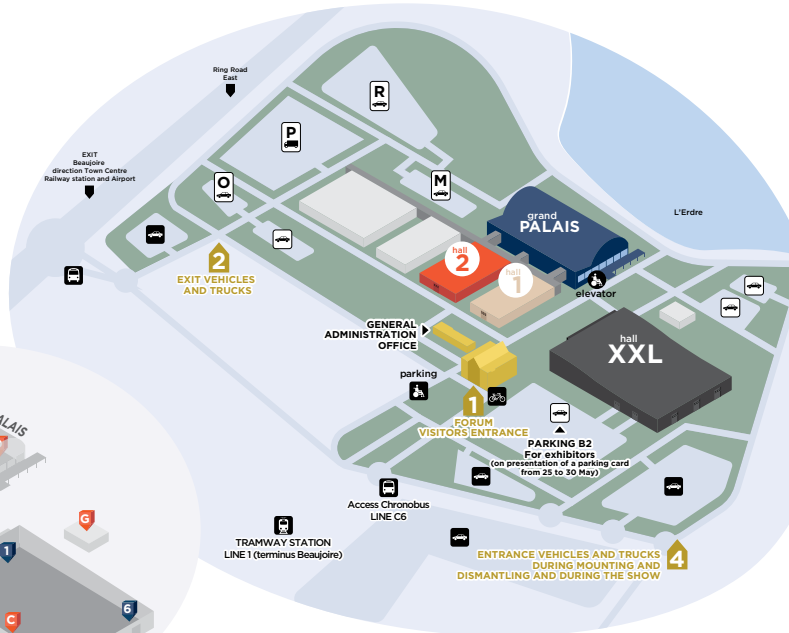 Ring Road
East
R
P
EXIT
Beaujoire
direction Town Centre
Railway station and Airport
O
M
grand
PALAIS
L'Erdre
2
EXIT VEHICLES
AND TRUCKS
hall
2
hall
1
elevator
GENERAL
ADMINISTRATION
OFFICE
hall
XXL
parking
1
FORUM
VISITORS ENTRANCE
PARKING B2
For exhibitors
(on presentation of a parking card
from 25 to 30 May)
Access Chronobus
LINE C6
TRAMWAY STATION
LINE 1 (terminus Beaujoire)
4
ENTRANCE VEHICLES AND TRUCKS
DURING MOUNTING AND
DISMANTLING AND DURING THE SHOW
ALAIS
G
1
6
C